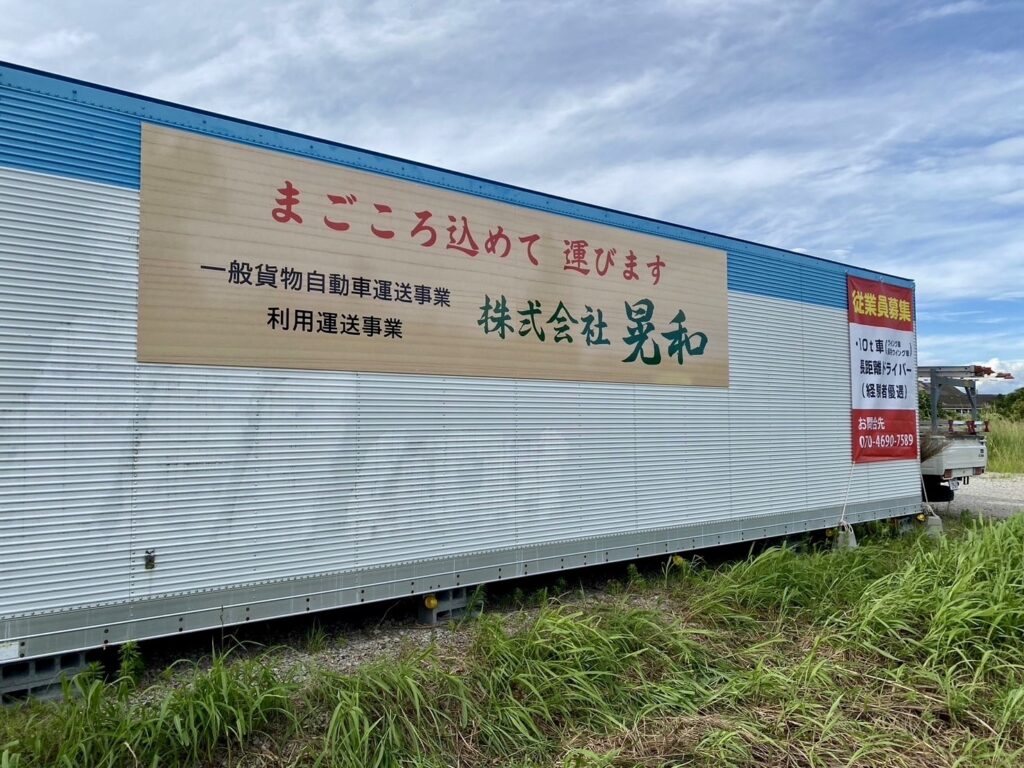 まごころ込めて 運びます
一般貨物自動車運送事業
利用運送事業
株式会社 晃和
従業員募集
・10t車
長距離ドライバー
(経験者優遇)
お問合先
070-4690-7589